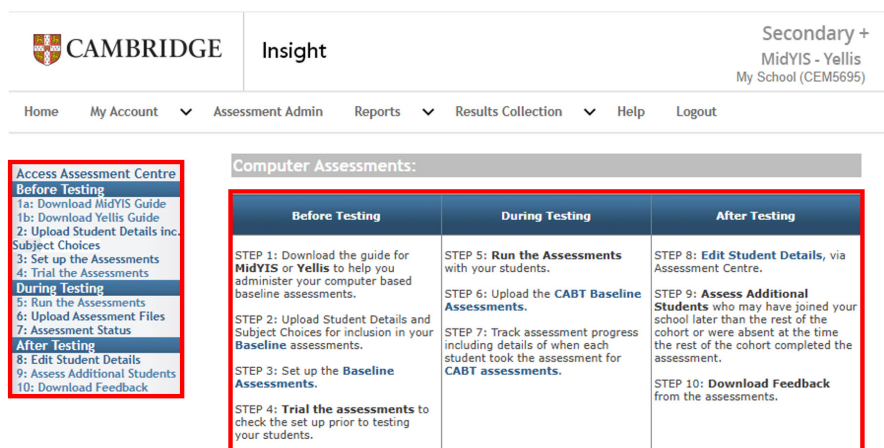 CAMBRIDGE
Insight
Secondary +
MidYIS - Yellis
My School (CEM5695)
Home My Account Assessment Admin Reports Results Collection Help Logout
Access Assessment Centre
Before Testing
1a: Download MidYIS Guide
1b: Download Yellis Guide
2: Upload Student Details inc.
Subject Choices
3: Set up the Assessments
4: Trial the Assessments
During Testing
5: Run the Assessments
6: Upload Assessment Files
7: Assessment Status
After Testing
8: Edit Student Details
9: Assess Additional Students
10: Download Feedback
Computer Assessments:
Before Testing
STEP 1: Download the guide for
MidYIS or Yellis to help you
administer your computer based
baseline assessments.
STEP 2: Upload Student Details and
Subject Choices for inclusion in your
Baseline assessments.
STEP 3: Set up the Baseline
Assessments.
STEP 4: Trial the assessments to
check the set up prior to testing
your students.
During Testing
STEP 5: Run the Assessments
with your students.
STEP 6: Upload the CABT Baseline
Assessments.
STEP 7: Track assessment progress
including details of when each
student took the assessment for
CABT assessments.
After Testing
STEP 8: Edit Student Details, via
Assessment Centre.
STEP 9: Assess Additional
Students who may have joined your
school later than the rest of the
cohort or were absent at the time
the rest of the cohort completed the
assessment.
STEP 10: Download Feedback
from the assessments.